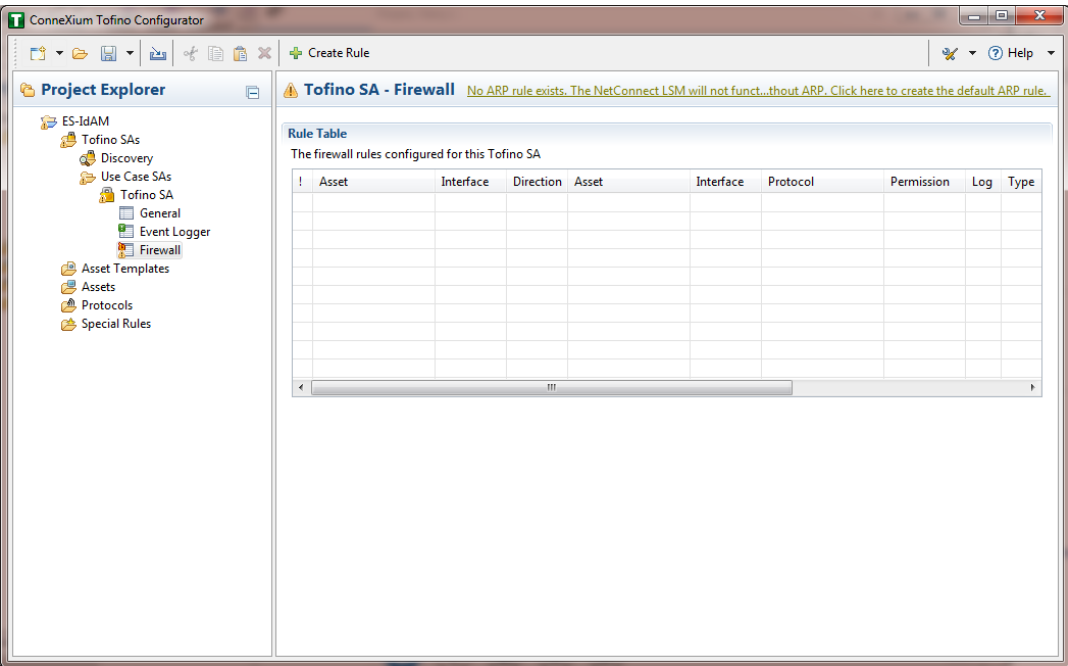 ConneXium Tofino Configurator
Create Rule
Help
Project Explorer
ES-IdAM
Tofino SAs
Discovery
Use Case SAs
Tofino SA
General
Event Logger
Firewall
Asset Templates
Assets
Protocols
Special Rules
Tofino SA - Firewall No ARP rule exists. The NetConnect LSM will not funct...thout ARP. Click here to create the default ARP rule.
Rule Table
The firewall rules configured for this Tofino SA
! Asset Interface Direction Asset Interface Protocol Permission Log Type